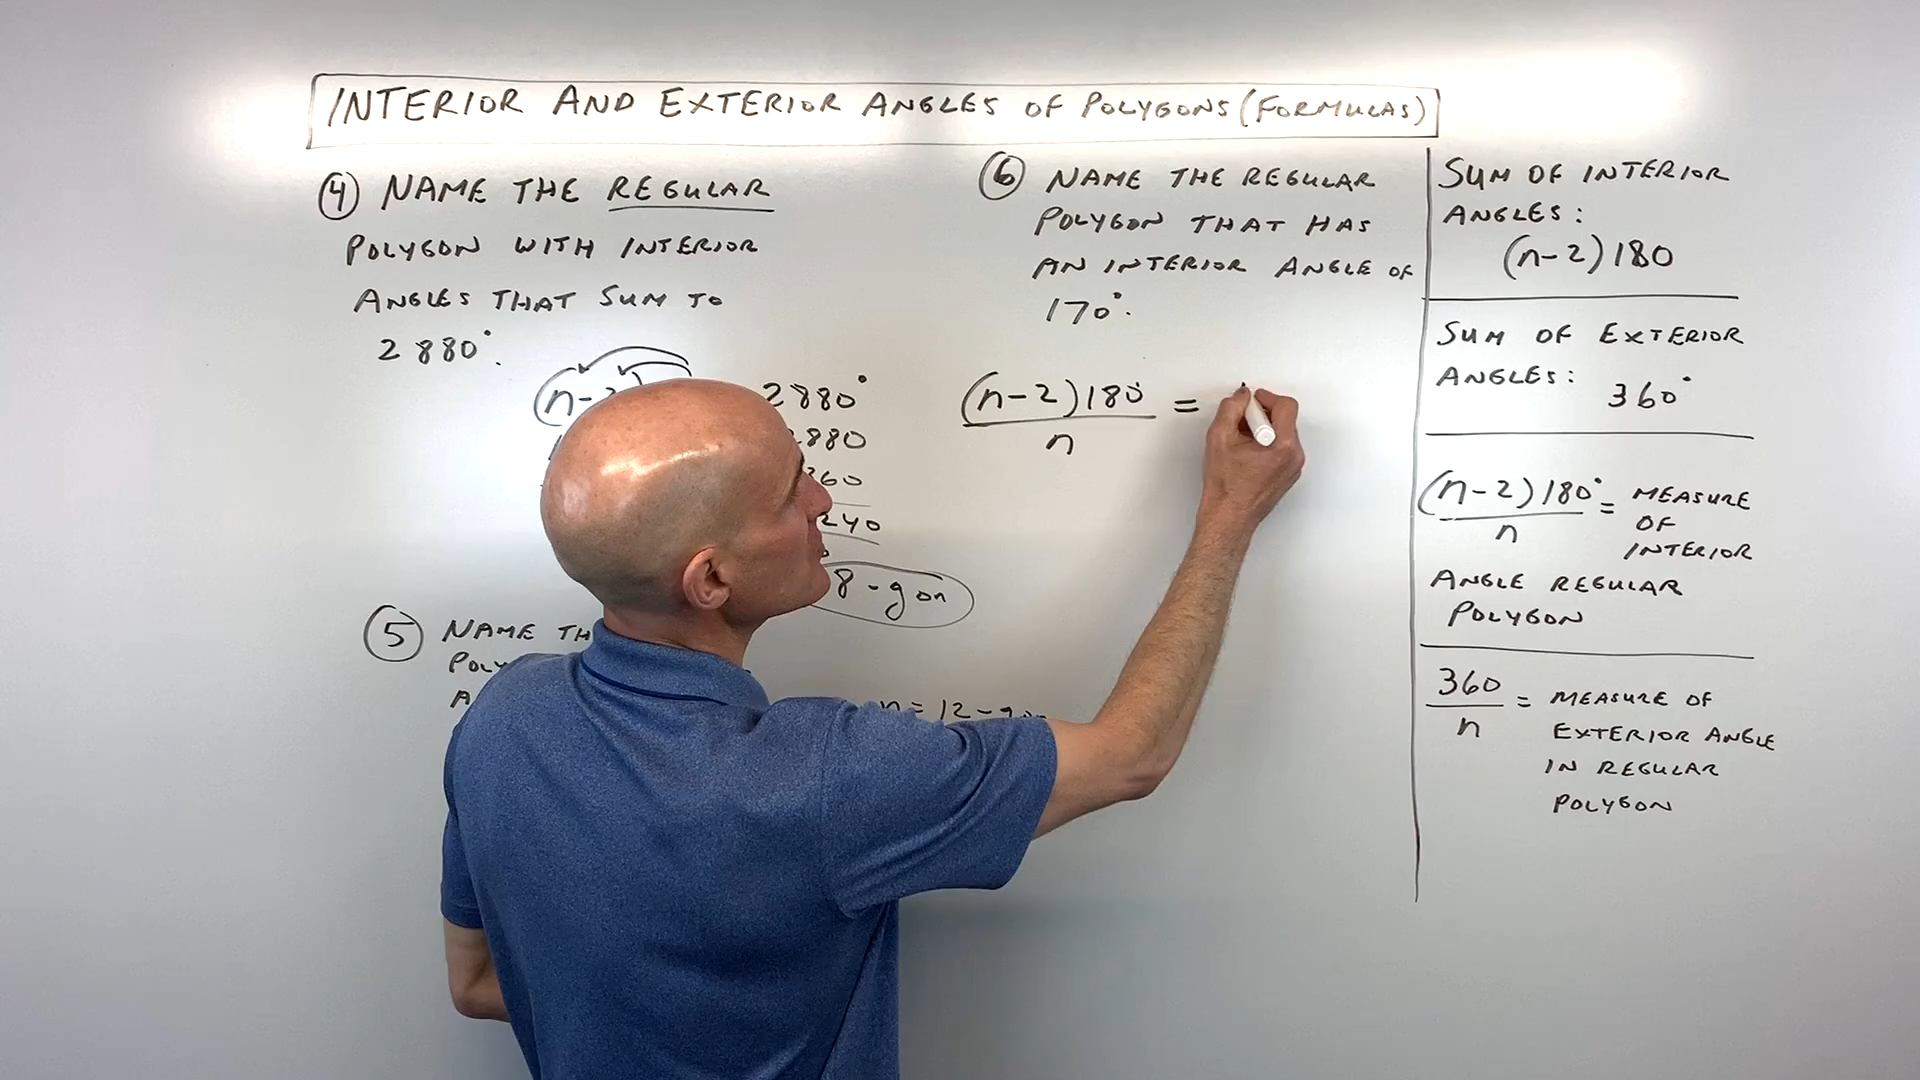 INTERIOR AND EXTERIOR ANGLES OF POLYGONS (FORMULAS)
④ NAME THE REGULAR
POLYGON WITH INTERIOR
ANGLES THAT SUM TO
2880°.
(n-2) 2880°
2880
360
240
8-gon
⑤ NAME TH
POLY
A
n = 12-gon
⑥ NAME THE REGULAR
POLYGON THAT HAS
AN INTERIOR ANGLE OF
170°.
(n-2)180° =
n
SUM OF INTERIOR
ANGLES:
(n-2)180
SUM OF EXTERIOR
ANGLES: 360°
(n-2)180° = MEASURE
n OF
INTERIOR
ANGLE REGULAR
POLYGON
360 = MEASURE OF
n EXTERIOR ANGLE
IN REGULAR
POLYGON